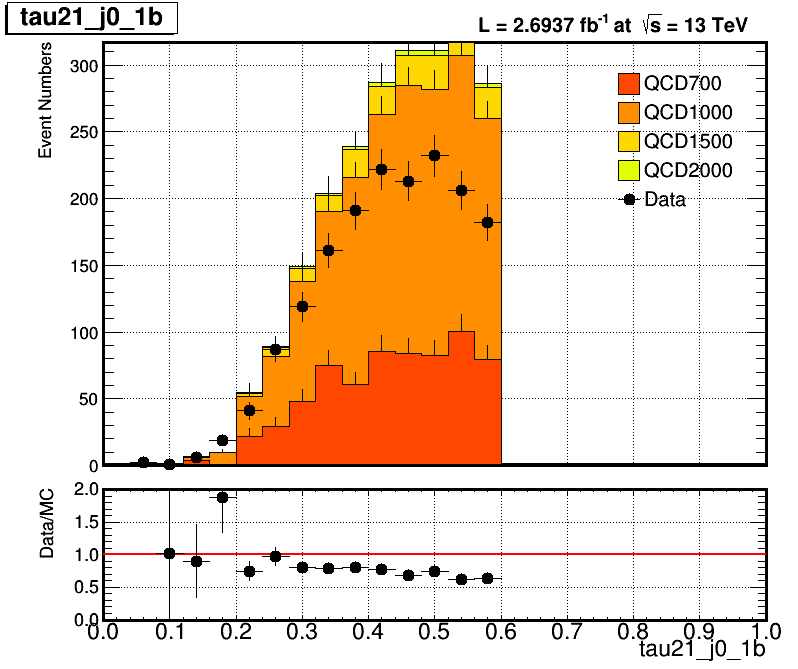 tau21_j0_1b
L = 2.6937 fb-1 at √s = 13 TeV
Event Numbers
300
250
200
150
100
50
0
QCD700
QCD1000
QCD1500
QCD2000
Data
Data/MC
2.0
1.5
1.0
0.5
0.0
0.0 0.1 0.2 0.3 0.4 0.5 0.6 0.7 0.8 0.9 1.0
tau21_j0_1b